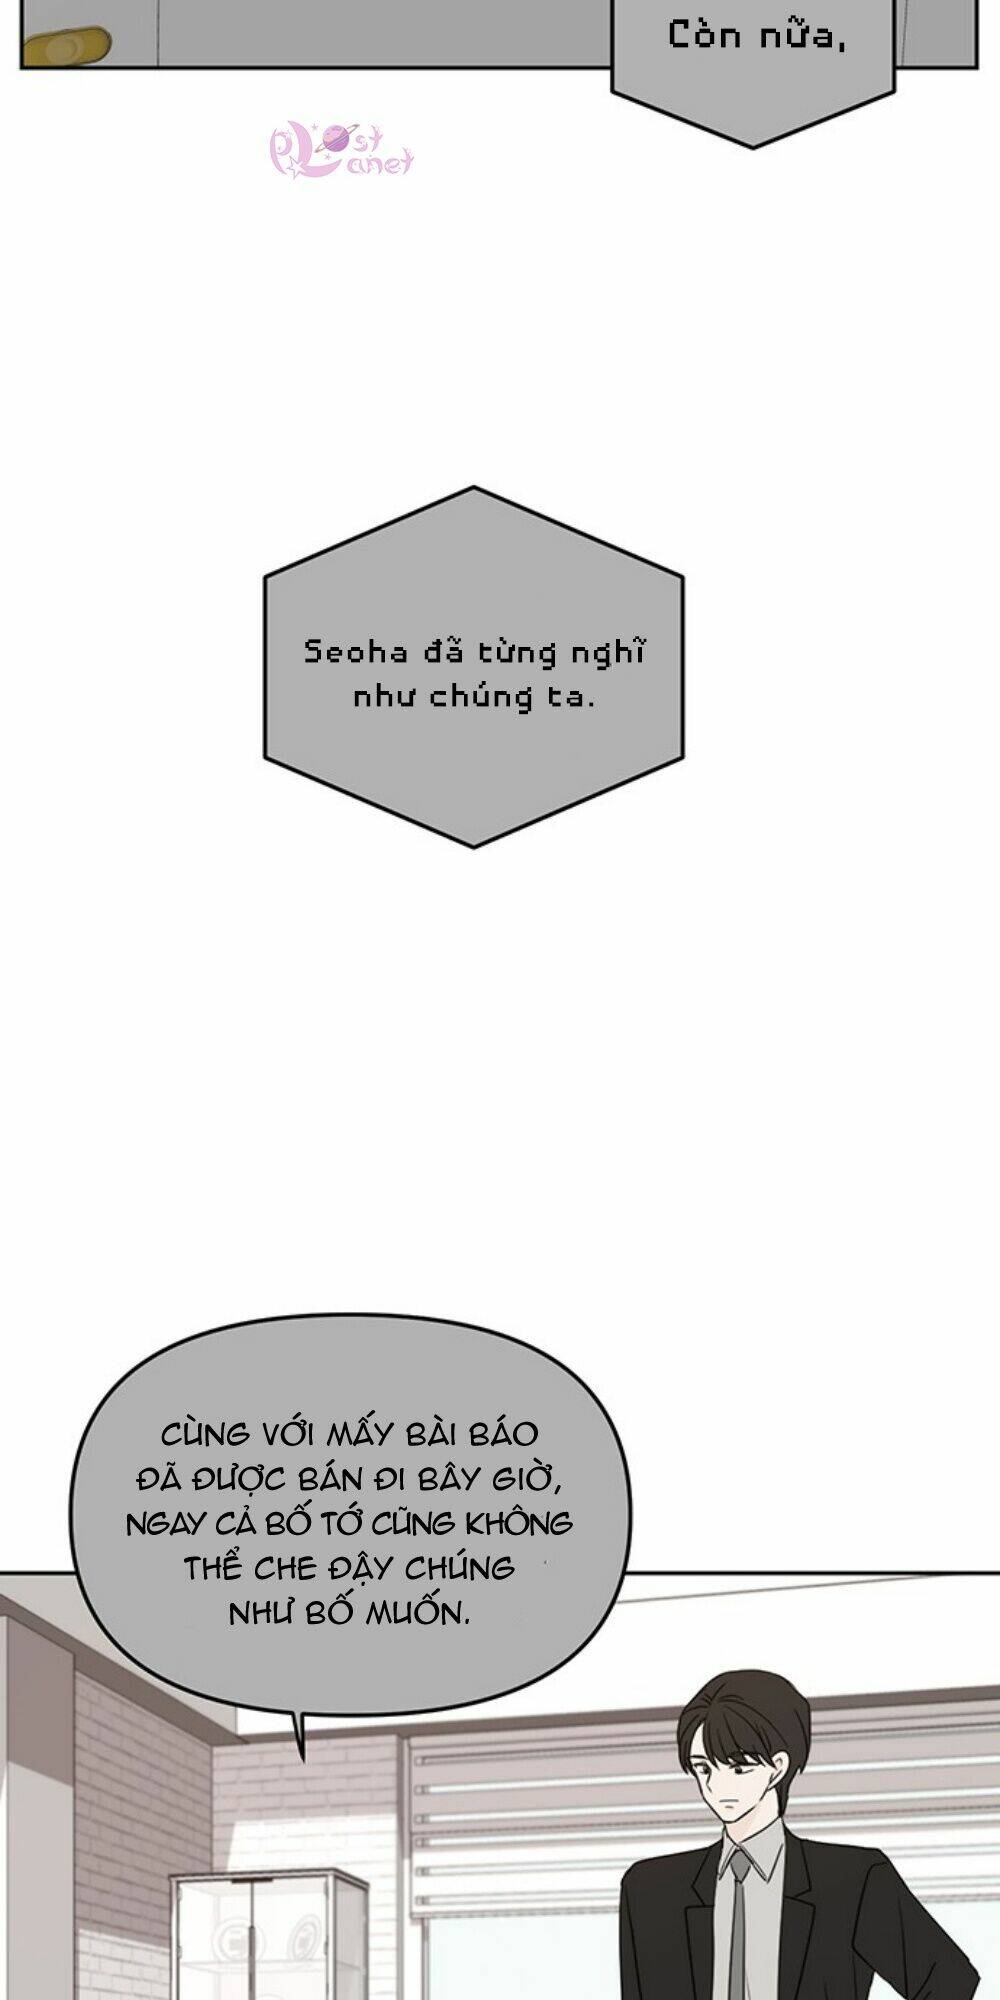 Còn nữa,
Lost
Planet
Seoha đã từng nghĩ
như chúng ta.
CÙNG VỚI MẤY BÀI BÁO
ĐÃ ĐƯỢC BÁN ĐI BÂY GIỜ,
NGAY CẢ BỐ TỚ CŨNG KHÔNG
THỂ CHE ĐẬY CHÚNG
NHƯ BỐ MUỐN.